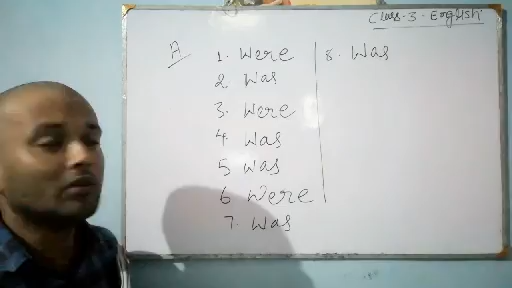 Class-3. English
A
1. Were
2 Was
3. Were
4. Was
5 Was
6 Were
7. Was
8. Was